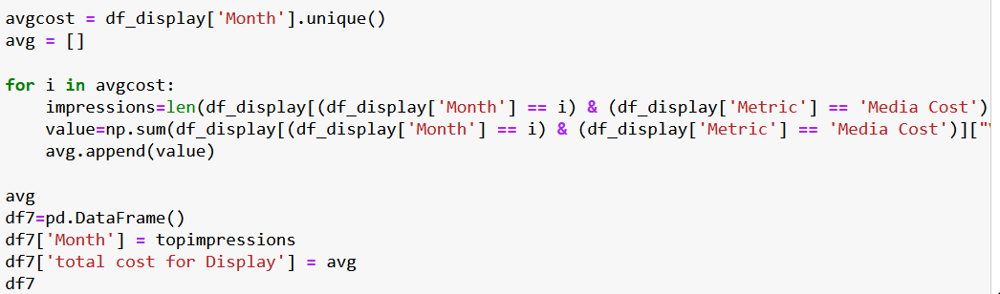 avgcost = df_display['Month'].unique()
avg = []
for i in avgcost:
    impressions=len(df_display[(df_display['Month'] == i) & (df_display['Metric'] == 'Media Cost')
    value=np.sum(df_display[(df_display['Month'] == i) & (df_display['Metric'] == 'Media Cost')]["
    avg.append(value)
avg
df7=pd.DataFrame()
df7['Month'] = topimpressions
df7['total cost for Display'] = avg
df7